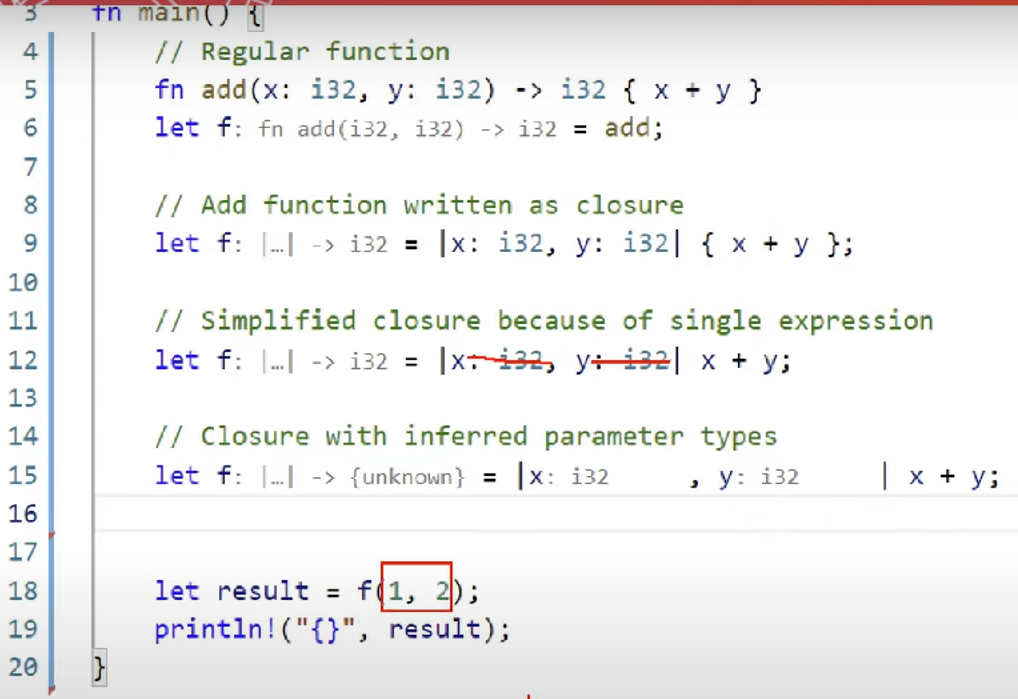 3 fn main() {
4 // Regular function
5 fn add(x: i32, y: i32) -> i32 { x + y }
6 let f: fn add(i32, i32) -> i32 = add;
7
8 // Add function written as closure
9 let f: |…| -> i32 = |x: i32, y: i32| { x + y };
10
11 // Simplified closure because of single expression
12 let f: |…| -> i32 = |x: i32, y: i32| x + y;
13
14 // Closure with inferred parameter types
15 let f: |…| -> {unknown} = |x: i32 , y: i32 | x + y;
16
17
18 let result = f(1, 2);
19 println!("{}", result);
20 }